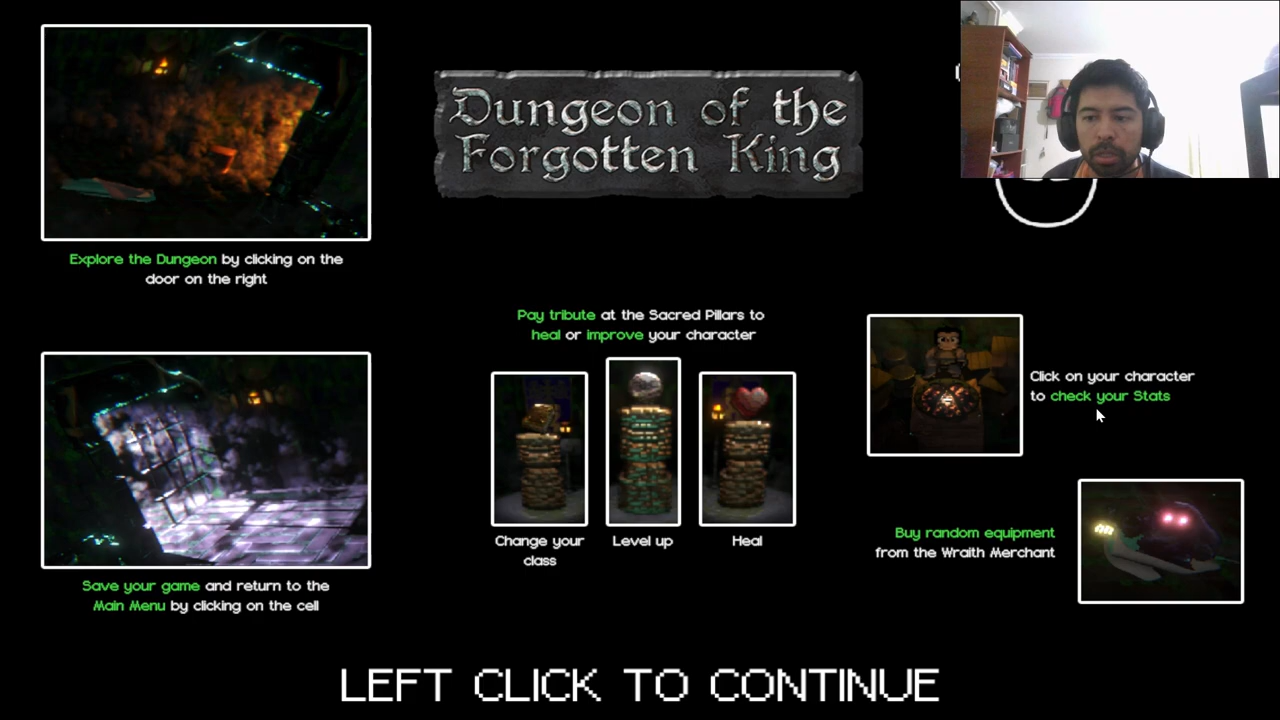 Dungeon of the
Forgotten King
Explore the Dungeon by clicking on the
door on the right
Pay tribute at the Sacred Pillars to
heal or improve your character
Change your
class
Level up
Heal
Click on your character
to check your Stats
Buy random equipment
from the Wraith Merchant
Save your game and return to the
Main Menu by clicking on the cell
LEFT CLICK TO CONTINUE